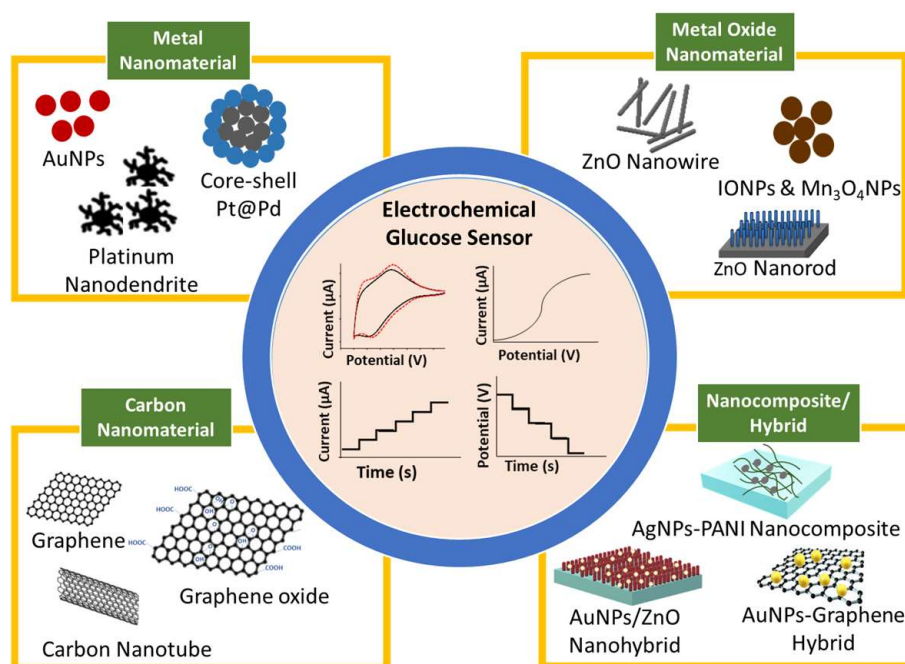 Metal
Nanomaterial
AuNPs
Core-shell
Pt@Pd
Platinum
Nanodendrite
Metal Oxide
Nanomaterial
ZnO Nanowire
IONPs & Mn₃O₄NPs
ZnO Nanorod
Electrochemical
Glucose Sensor
Current (µA)
Potential (V)
Current (µA)
Potential (V)
Current (µA)
Time (s)
Potential (V)
Time (s)
Carbon
Nanomaterial
Graphene
HOOC
HOOC
HOOC
OH
O
O
OH
O
O
OH
OH
COOH
COOH
Graphene oxide
Carbon Nanotube
Nanocomposite/
Hybrid
AgNPs-PANI Nanocomposite
AuNPs/ZnO
Nanohybrid
AuNPs-Graphene
Hybrid